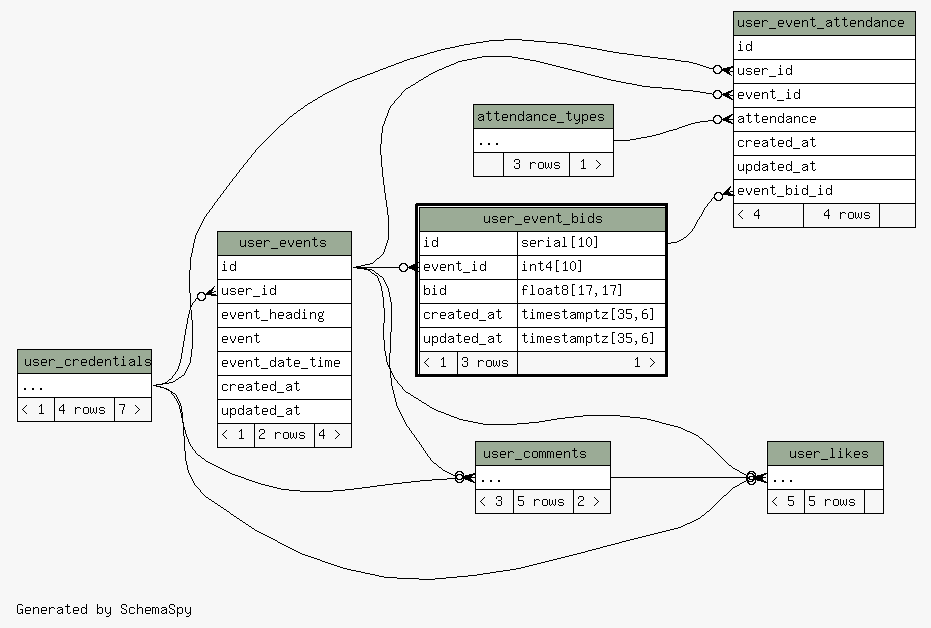 user_event_attendance
id
user_id
event_id
attendance
created_at
updated_at
event_bid_id
< 4 4 rows
attendance_types
...
3 rows 1 >
user_event_bids
id serial[10]
event_id int4[10]
bid float8[17,17]
created_at timestamptz[35,6]
updated_at timestamptz[35,6]
< 1 3 rows 1 >
user_events
id
user_id
event_heading
event
event_date_time
created_at
updated_at
< 1 2 rows 4 >
user_credentials
...
< 1 4 rows 7 >
user_comments
...
< 3 5 rows 2 >
user_likes
...
< 5 5 rows
Generated by SchemaSpy